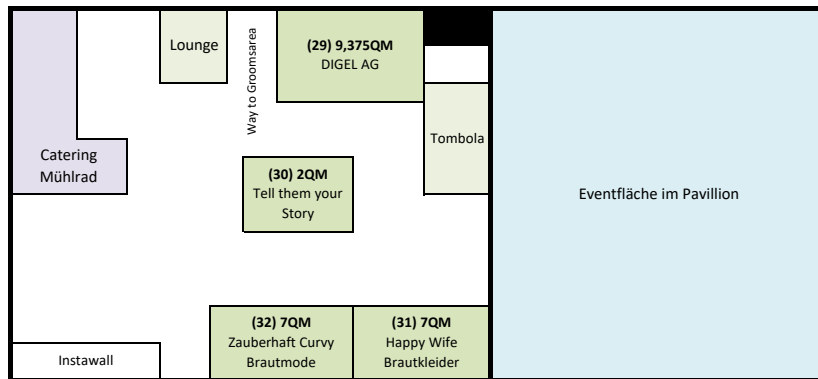 Lounge
Way to Groomsarea
(29) 9,375QM
DIGEL AG
Tombola
Catering
Mühlrad
(30) 2QM
Tell them your
Story
Eventfläche im Pavillion
(32) 7QM
Zauberhaft Curvy
Brautmode
(31) 7QM
Happy Wife
Brautkleider
Instawall